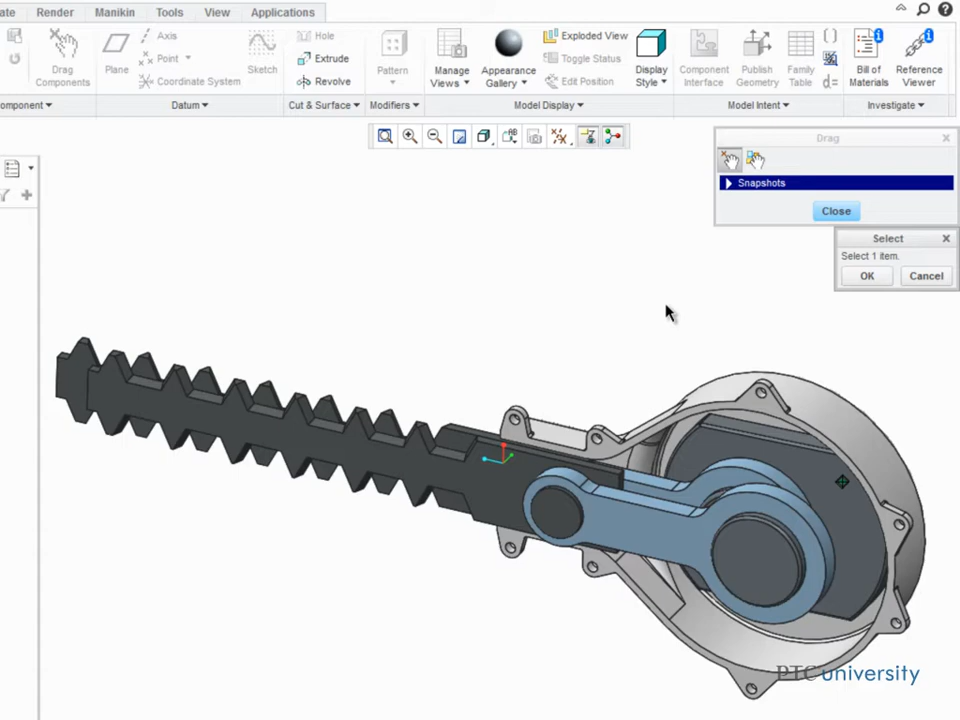 ate Render Manikin Tools View Applications
Drag Components
Plane
Axis
Point
Coordinate System
Sketch
Hole
Extrude
Revolve
Pattern
Manage Views
Appearance Gallery
Exploded View
Toggle Status
Edit Position
Display Style
Component Interface
Publish Geometry
Family Table
d=
Bill of Materials
Reference Viewer
omponent Datum Cut & Surface Modifiers Model Display Model Intent Investigate
Drag
Snapshots
Close
Select
Select 1 item.
OK Cancel
PTC university